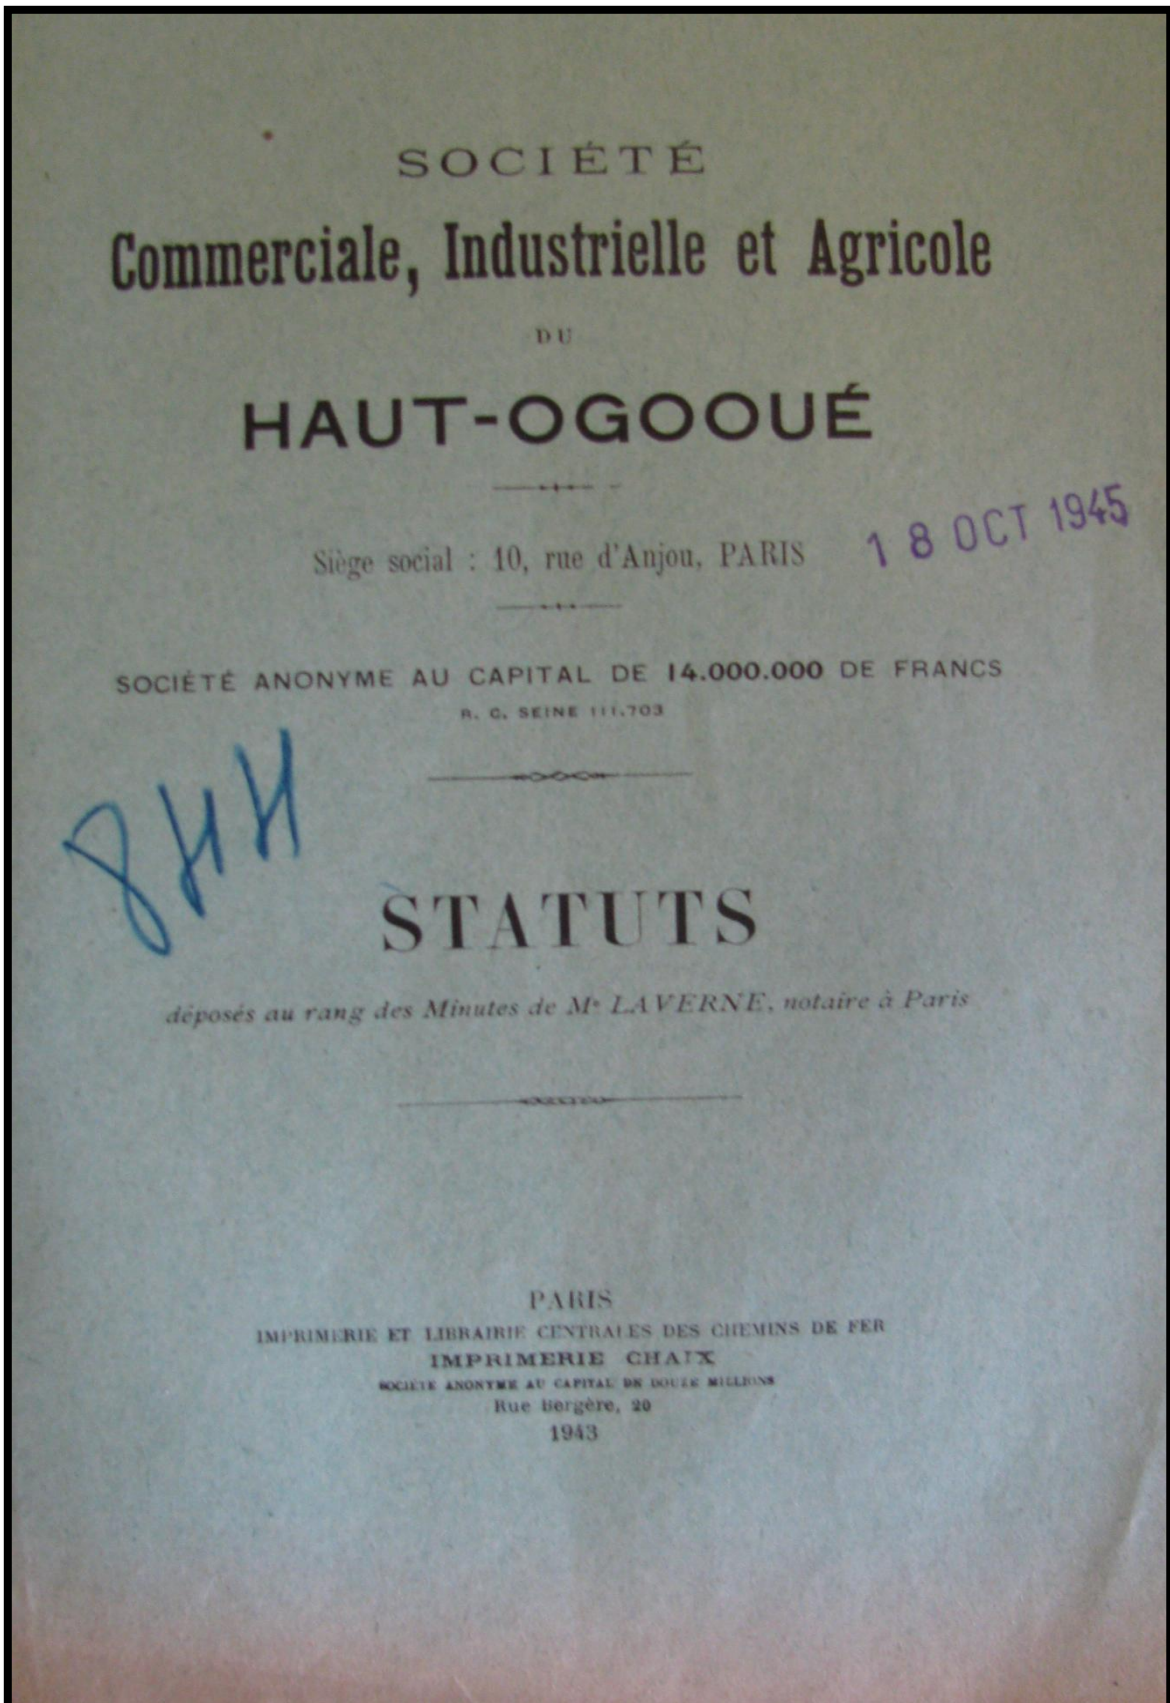 SOCIÉTÉ
Commerciale, Industrielle et Agricole
DU
HAUT-OGOOUÉ
Siège social : 10, rue d'Anjou, PARIS
18 OCT 1945
SOCIÉTÉ ANONYME AU CAPITAL DE 14.000.000 DE FRANCS
R. C. SEINE 111.703
8HH
STATUTS
déposés au rang des Minutes de Me LAVERNE, notaire à Paris
PARIS
IMPRIMERIE ET LIBRAIRIE CENTRALES DES CHEMINS DE FER
IMPRIMERIE CHAIX
SOCIÉTÉ ANONYME AU CAPITAL DE DOUZE MILLIONS
Rue Bergère, 20
1943